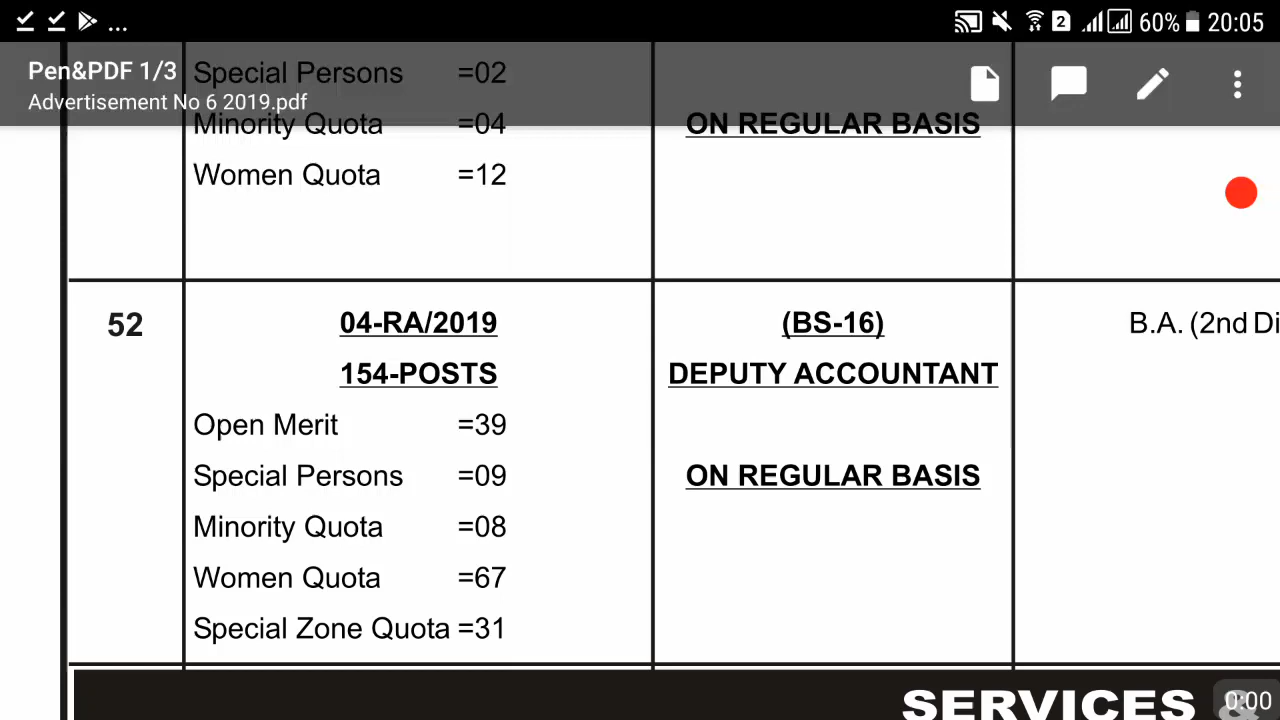 ... 2 60% 20:05
Pen&PDF 1/3
Advertisement No 6 2019.pdf
Special Persons =02
Minority Quota =04 ON REGULAR BASIS
Women Quota =12
52 04-RA/2019 (BS-16) B.A. (2nd Di
154-POSTS DEPUTY ACCOUNTANT
Open Merit =39
Special Persons =09 ON REGULAR BASIS
Minority Quota =08
Women Quota =67
Special Zone Quota =31
SERVICES
0:00